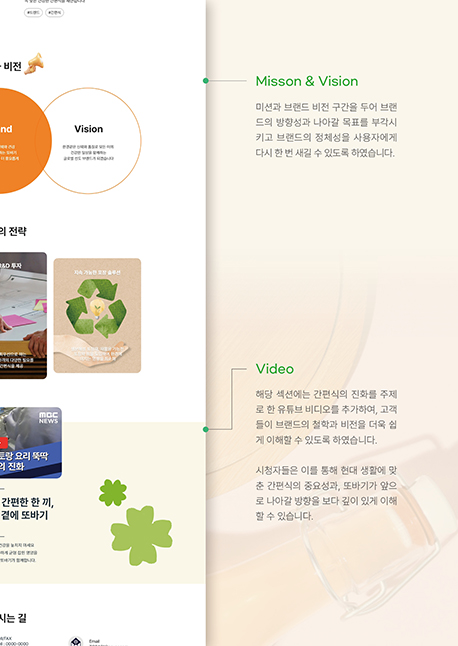 #브랜드 #간편식
비전
nd
Vision
Misson & Vision
미션과 브랜드 비전 구간을 두어 브랜
드의 방향성과 나아갈 목표를 부각시
키고 브랜드의 정체성을 사용자에게
다시 한 번 새길 수 있도록 하였습니다.
의 전략
R&D 투자
지속 가능한 포장 솔루션
Video
해당 섹션에는 간편식의 진화를 주제
로 한 유튜브 비디오를 추가하여, 고객
들이 브랜드의 철학과 비전을 더욱 쉽
게 이해할 수 있도록 하였습니다.
시청자들은 이를 통해 현대 생활에 맞
춘 간편식의 중요성과, 또바기가 앞으
로 나아갈 방향을 보다 깊이 있게 이해
할 수 있습니다.
MBC
NEWS
토랑 요리 뚝딱
의 진화
간편한 한 끼,
곁에 또바기
시는 길
Email